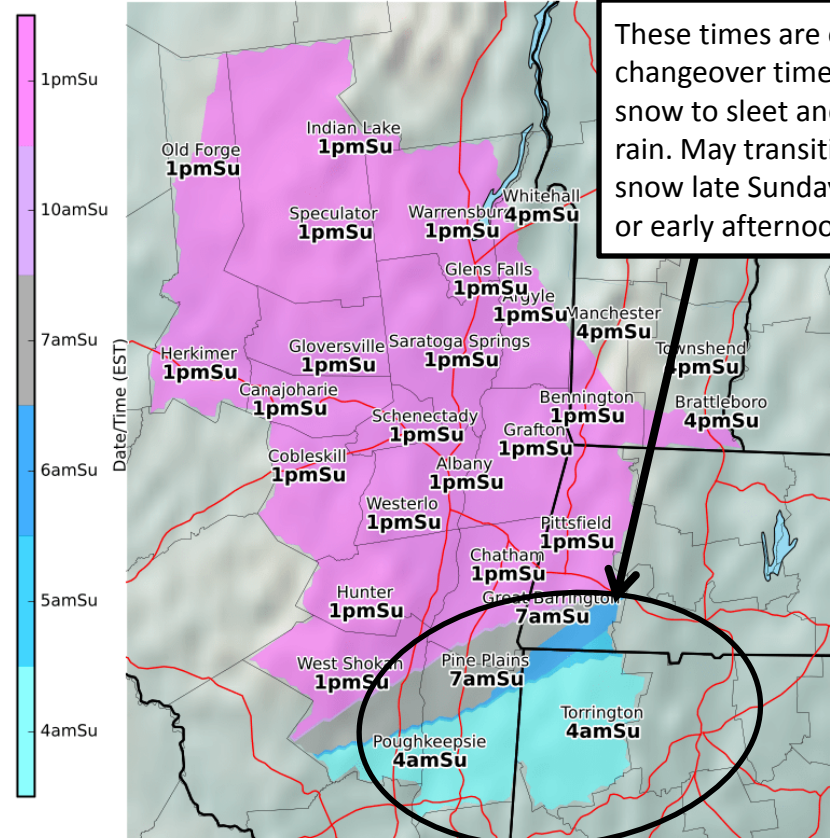 1pmSu
10amSu
7amSu
6amSu
5amSu
4amSu
Date/Time (EST)
These times are
changeover time
snow to sleet
rain. May
snow late Sunday
or early
Old Forge
1pmSu
Indian Lake
1pmSu
Speculator
1pmSu
Warrensbur
1pmSu
Whitehall
4pmSu
Glens Falls
1pmSu
Argyle
1pmSu
Manchester
4pmSu
Herkimer
1pmSu
Gloversville
1pmSu
Saratoga Springs
1pmSu
Townshend
4pmSu
Canajoharie
1pmSu
Schenectady
1pmSu
Bennington
1pmSu
Brattleboro
4pmSu
Grafton
1pmSu
Cobleskill
1pmSu
Albany
1pmSu
Westerlo
1pmSu
Pittsfield
1pmSu
Chatham
1pmSu
Hunter
1pmSu
Great Barrington
7amSu
West Shokan
1pmSu
Pine Plains
7amSu
Poughkeepsie
4amSu
Torrington
4amSu